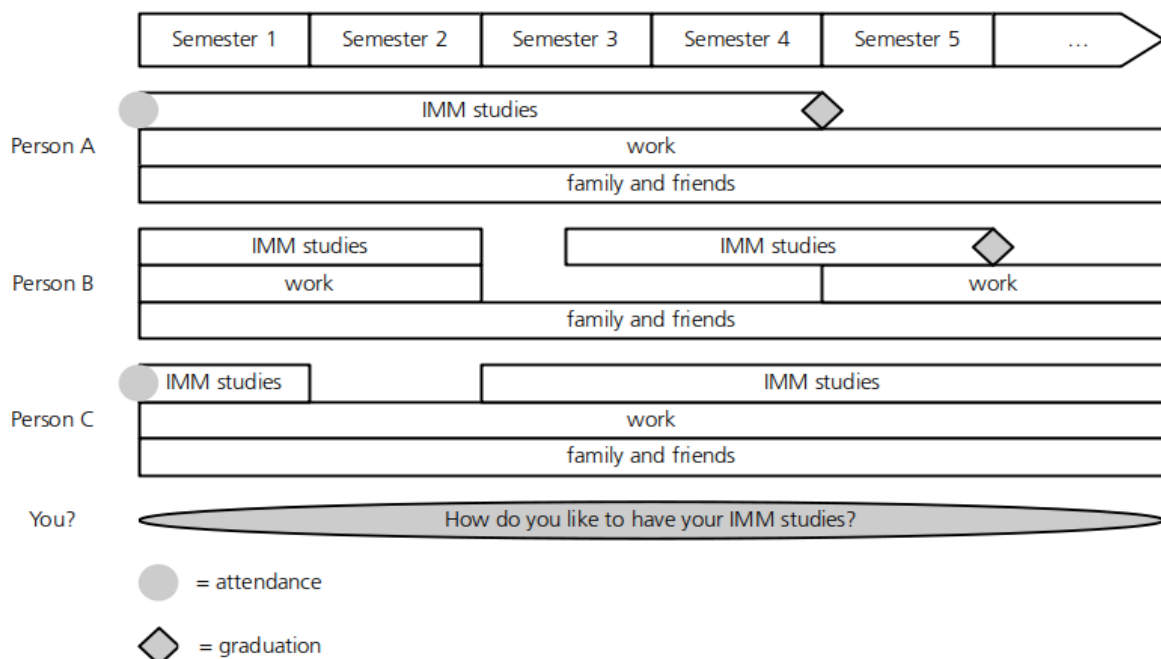 Semester 1 Semester 2 Semester 3 Semester 4 Semester 5 ...
IMM studies
Person A work
family and friends
IMM studies IMM studies
Person B work work
family and friends
IMM studies IMM studies
Person C work
family and friends
You? How do you like to have your IMM studies?
= attendance
= graduation